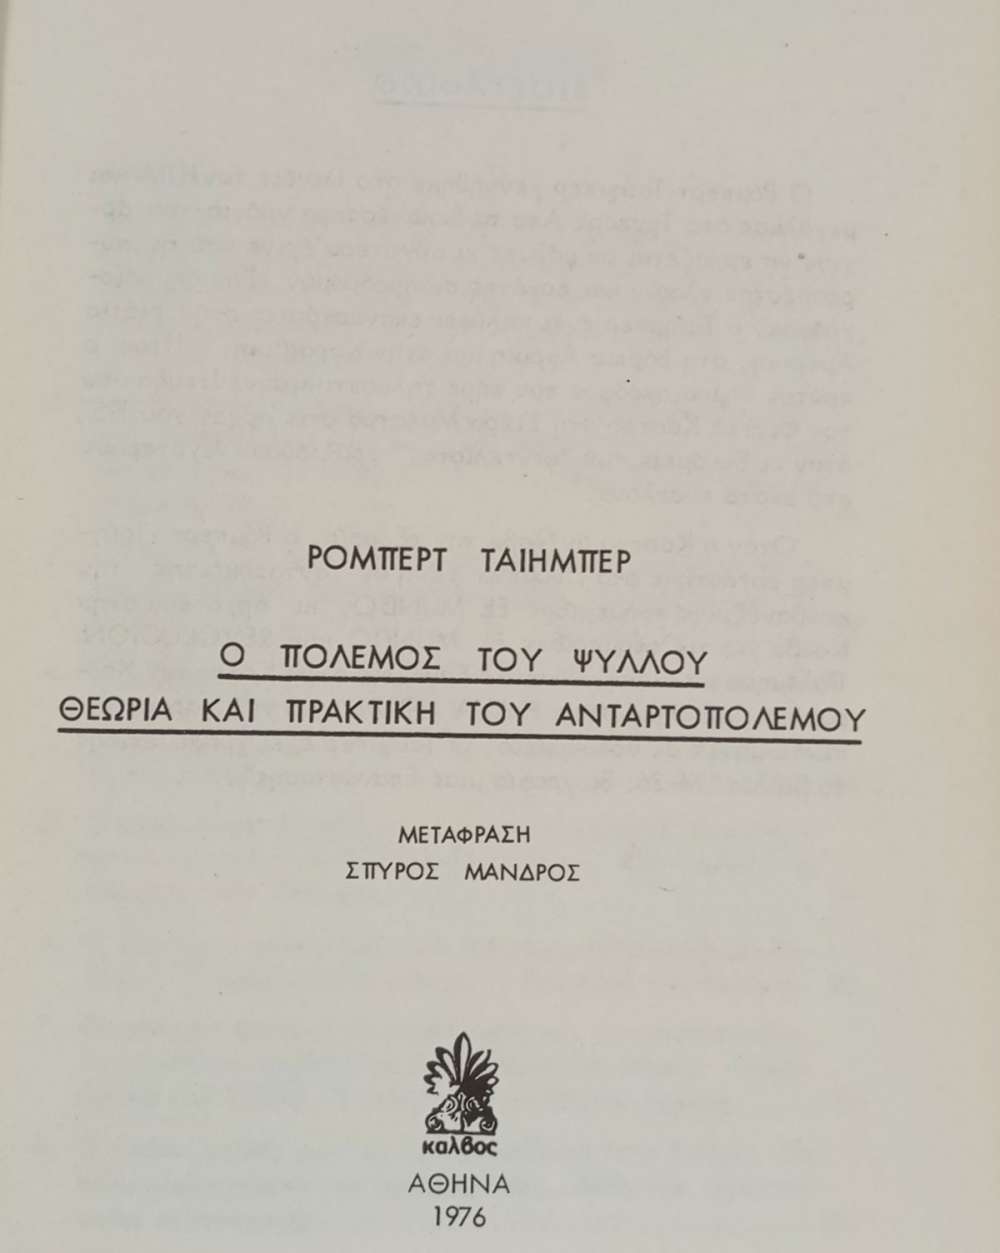 ΡΟΜΠΕΡΤ ΤΑΙΗΜΠΕΡ
Ο ΠΟΛΕΜΟΣ ΤΟΥ ΨΥΛΛΟΥ
ΘΕΩΡΙΑ ΚΑΙ ΠΡΑΚΤΙΚΗ ΤΟΥ ΑΝΤΑΡΤΟΠΟΛΕΜΟΥ
ΜΕΤΑΦΡΑΣΗ
ΣΠΥΡΟΣ ΜΑΝΔΡΟΣ
καλβος
ΑΘΗΝΑ
1976